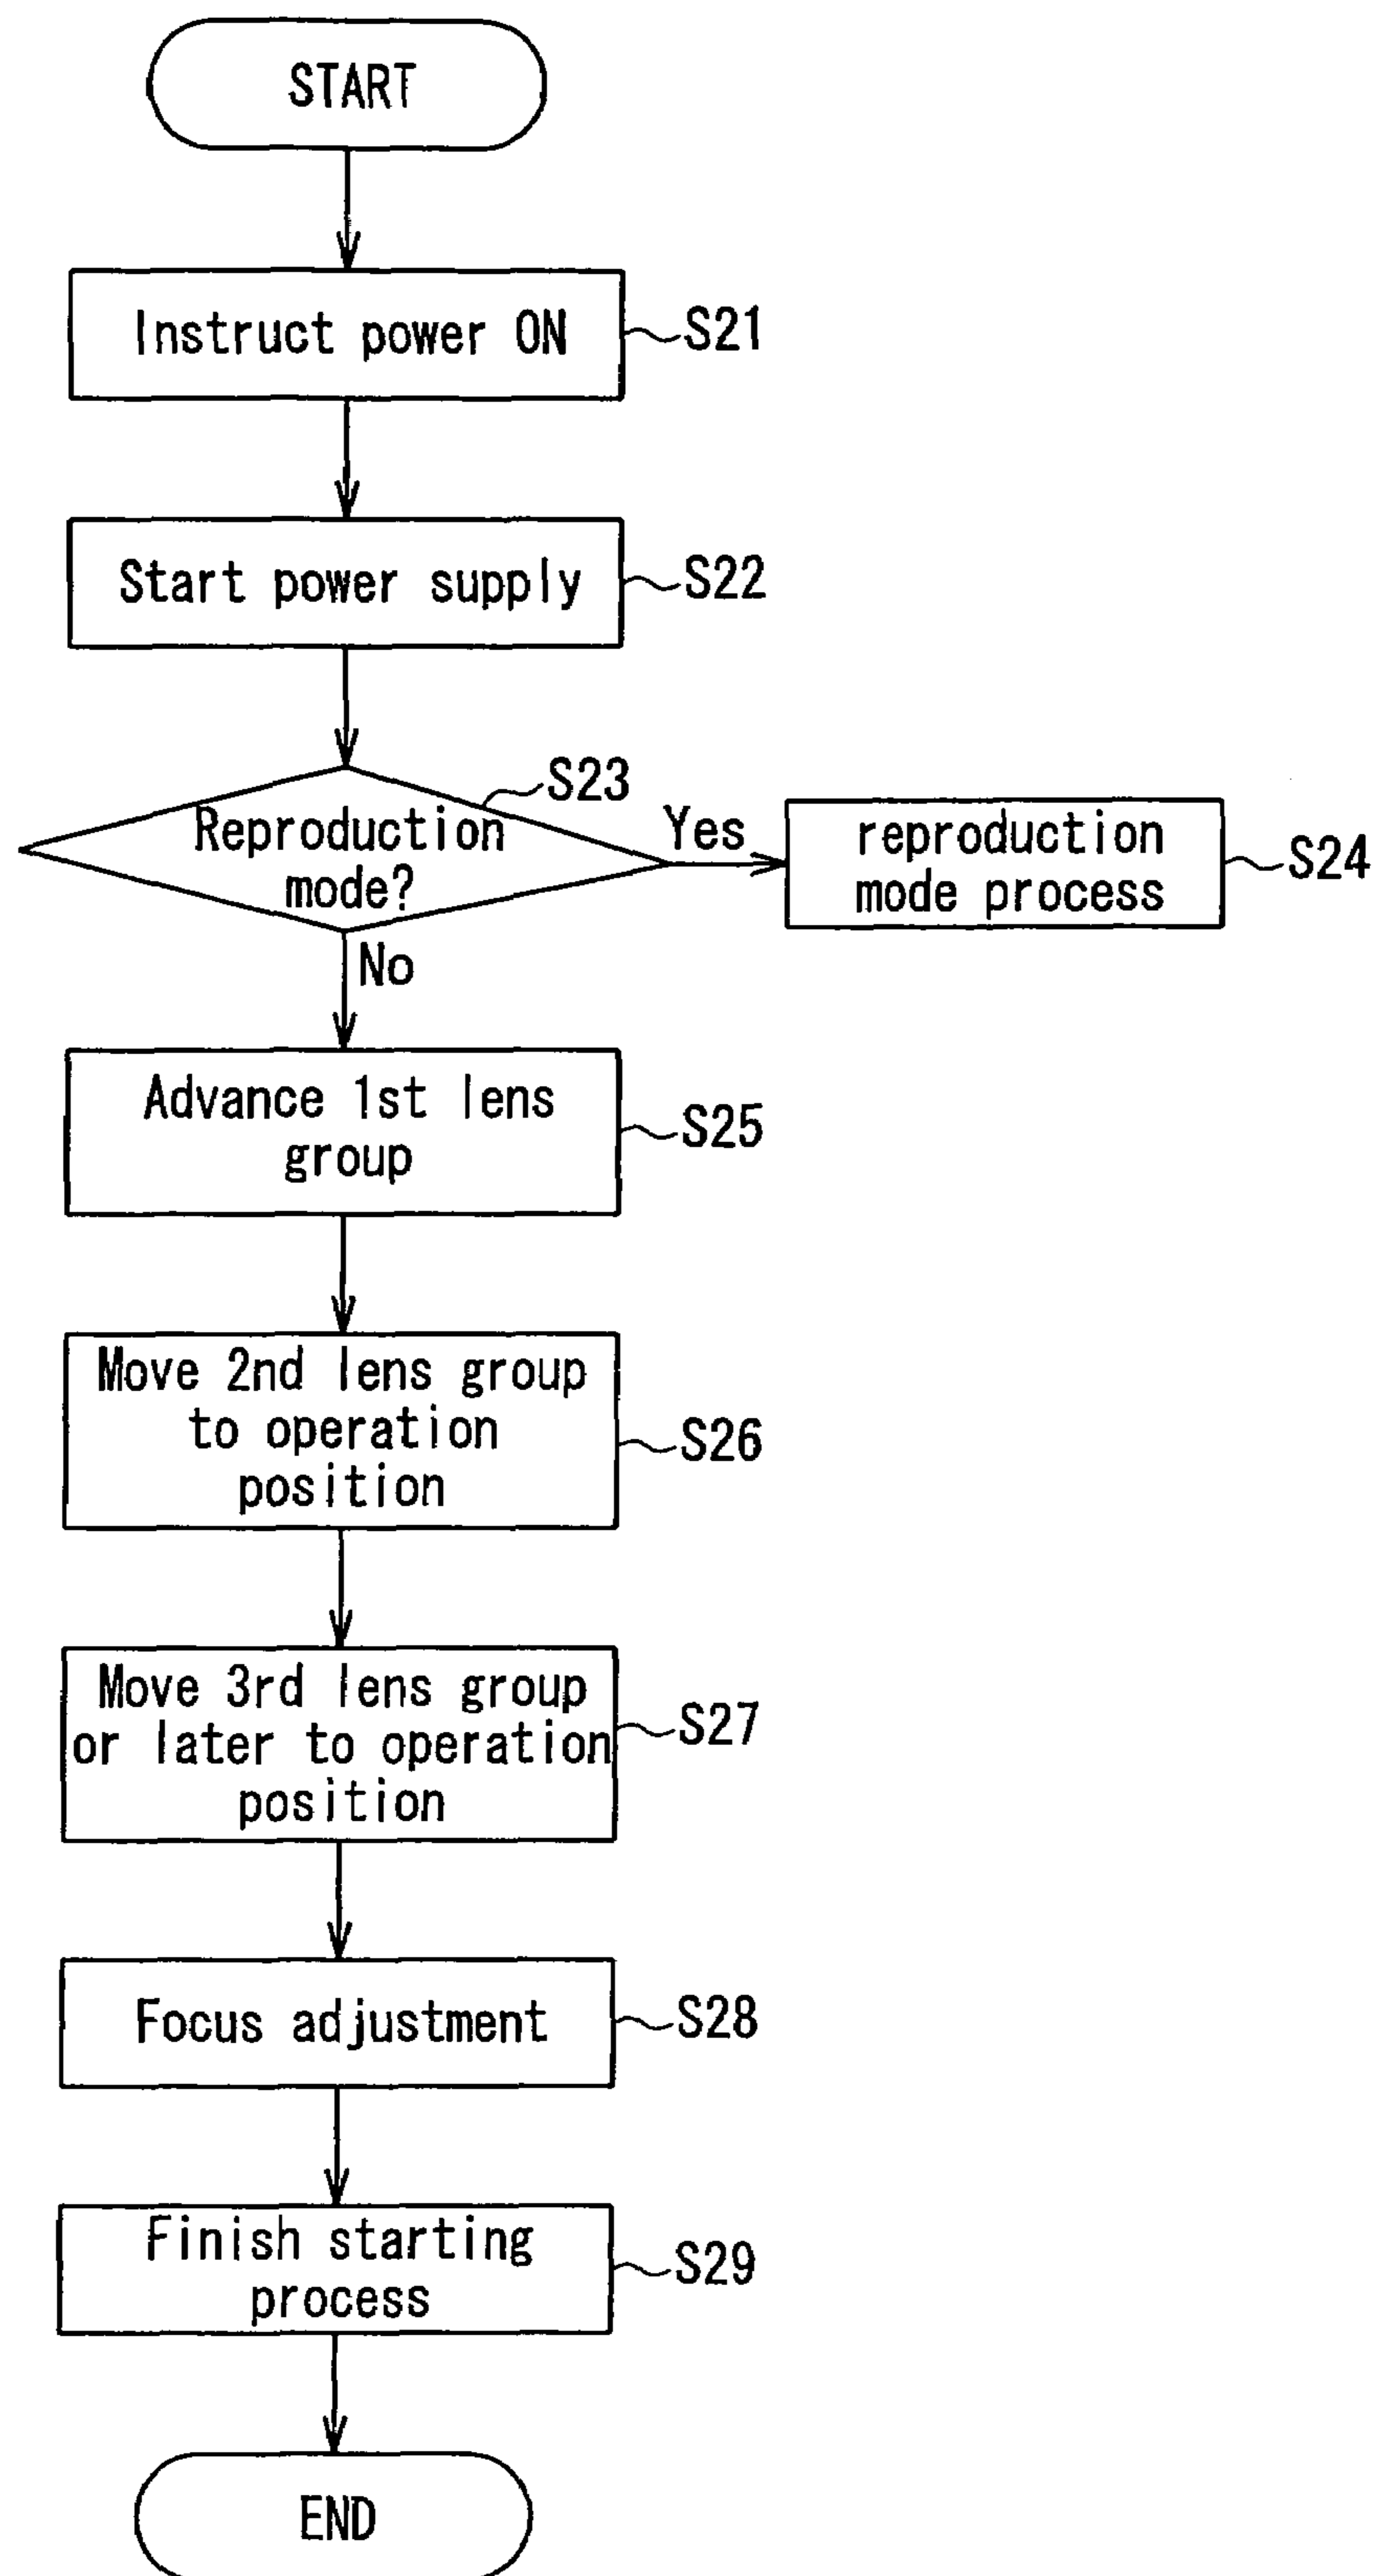 START
Instruct power ON
S21
Start power supply
S22
S23
Reproduction
mode?
Yes
reproduction
mode process
S24
No
Advance 1st lens
group
S25
Move 2nd lens group
to operation
position
S26
Move 3rd lens group
or later to operation
position
S27
Focus adjustment
S28
Finish starting
process
S29
END